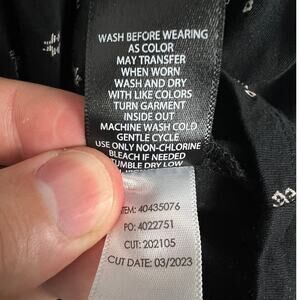 WASH BEFORE WEARING
AS COLOR
MAY TRANSFER
WHEN WORN
WASH AND DRY
WITH LIKE COLORS
TURN GARMENT
INSIDE OUT
MACHINE WASH COLD
GENTLE CYCLE
USE ONLY NON-CHLORINE
BLEACH IF NEEDED
TUMBLE DRY LOW
ITEM: 40435076
PO: 4022751
CUT: 202105
CUT DATE: 03/2023